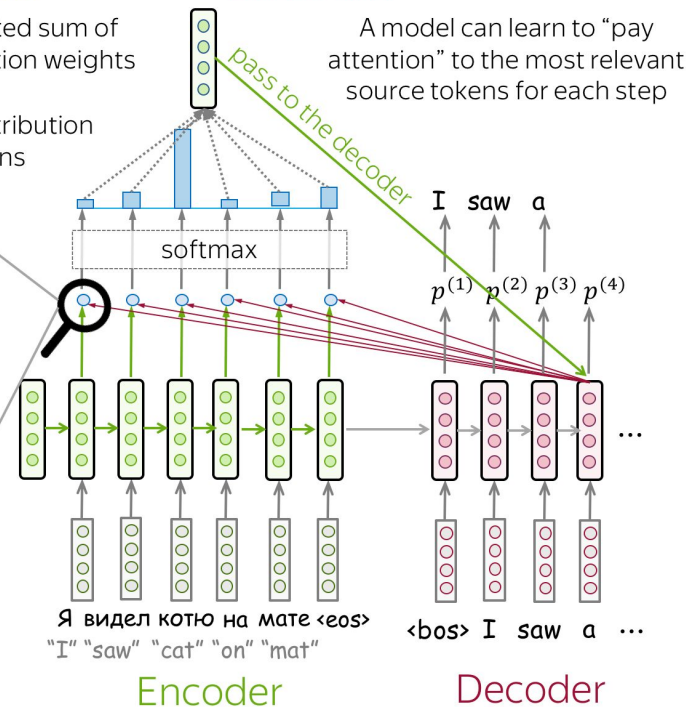 ted sum of
tion weights
tribution
ns
A model can learn to “pay
attention” to the most relevant
source tokens for each step
pass to the decoder
softmax
I saw a
p(1) p(2) p(3) p(4)
...
Я видел котю на мате <eos>
“I” “saw” “cat” “on” “mat”
<bos> I saw a ...
Encoder
Decoder